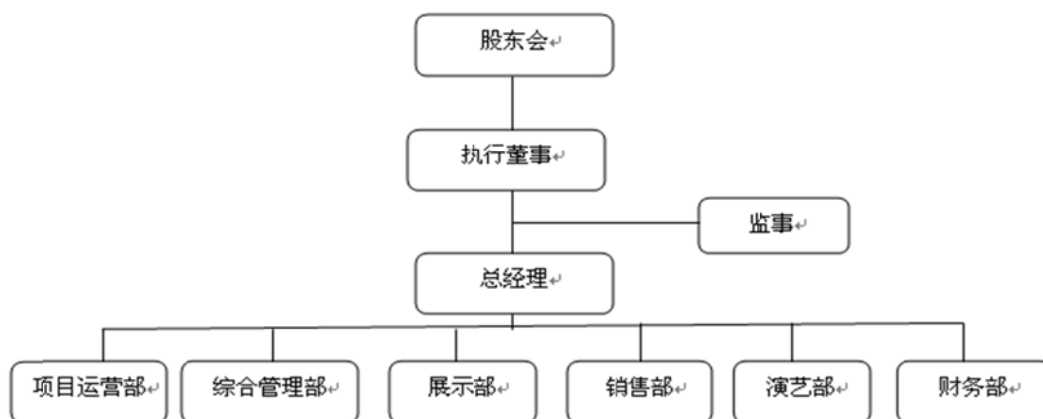 股东会
执行董事
监事
总经理
项目运营部
综合管理部
展示部
销售部
演艺部
财务部